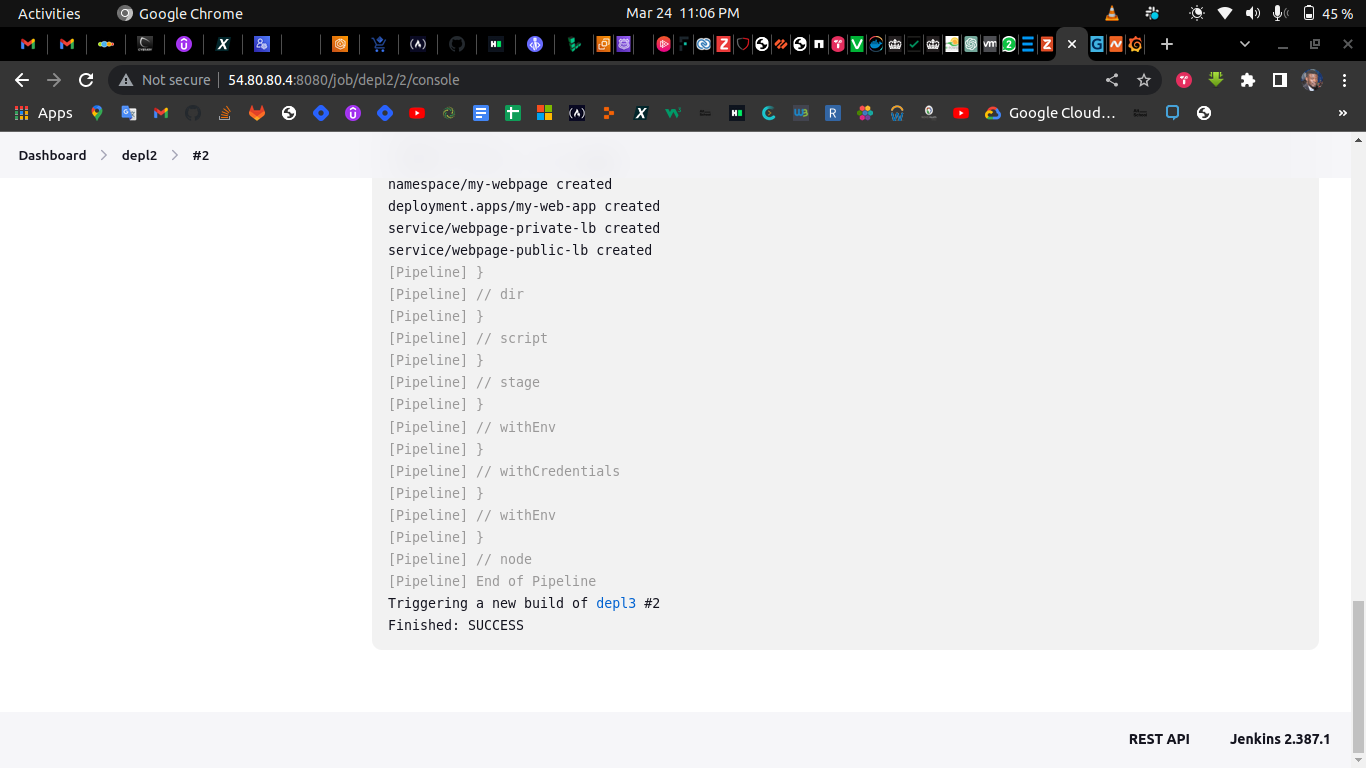 Activities
Google Chrome
Mar 24 11:06 PM
45 %
Not secure
54.80.80.4:8080/job/depl2/2/console
Apps
Google Cloud…
Dashboard
depl2
#2
namespace/my-webpage created
deployment.apps/my-web-app created
service/webpage-private-lb created
service/webpage-public-lb created
[Pipeline] }
[Pipeline] // dir
[Pipeline] }
[Pipeline] // script
[Pipeline] }
[Pipeline] // stage
[Pipeline] }
[Pipeline] // withEnv
[Pipeline] }
[Pipeline] // withCredentials
[Pipeline] }
[Pipeline] // withEnv
[Pipeline] }
[Pipeline] // node
[Pipeline] End of Pipeline
Triggering a new build of depl3 #2
Finished: SUCCESS
REST API
Jenkins 2.387.1